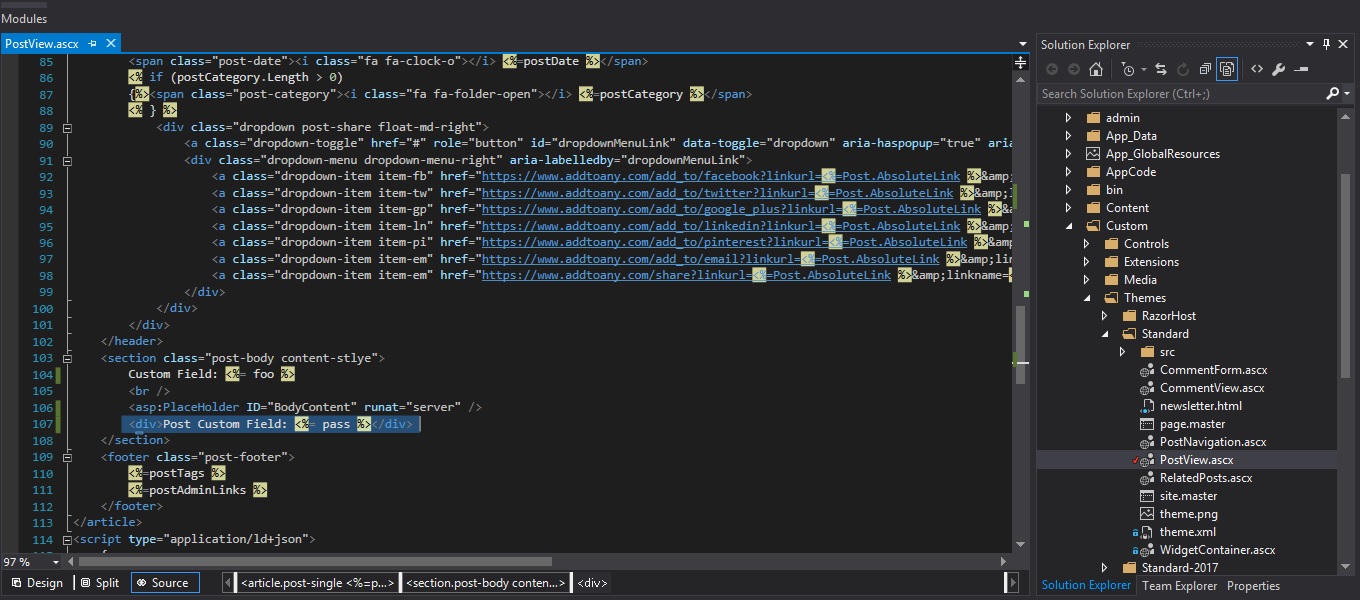 Modules
PostView.ascx
85 <span class="post-date"><i class="fa fa-clock-o"></i> <%=postDate %></span>
86 <% if (postCategory.Length > 0)
87 {%><span class="post-category"><i class="fa fa-folder-open"></i> <%=postCategory %></span>
88 <% } %>
89 <div class="dropdown post-share float-md-right">
90 <a class="dropdown-toggle" href="#" role="button" id="dropdownMenuLink" data-toggle="dropdown" aria-haspopup="true" aria
91 <div class="dropdown-menu dropdown-menu-right" aria-labelledby="dropdownMenuLink">
92 <a class="dropdown-item item-fb" href="https://www.addtoany.com/add_to/facebook?linkurl=<%=Post.AbsoluteLink %>&amp;
93 <a class="dropdown-item item-tw" href="https://www.addtoany.com/add_to/twitter?linkurl=<%=Post.AbsoluteLink %>&amp;l
94 <a class="dropdown-item item-gp" href="https://www.addtoany.com/add_to/google_plus?linkurl=<%=Post.AbsoluteLink %>&a
95 <a class="dropdown-item item-ln" href="https://www.addtoany.com/add_to/linkedin?linkurl=<%=Post.AbsoluteLink %>&amp;
96 <a class="dropdown-item item-pi" href="https://www.addtoany.com/add_to/pinterest?linkurl=<%=Post.AbsoluteLink %>&amp
97 <a class="dropdown-item item-em" href="https://www.addtoany.com/add_to/email?linkurl=<%=Post.AbsoluteLink %>&amp;lin
98 <a class="dropdown-item item-em" href="https://www.addtoany.com/share?linkurl=<%=Post.AbsoluteLink %>&amp;linkname=<
99 </div>
100 </div>
101 </div>
102 </header>
103 <section class="post-body content-stlye">
104 Custom Field: <%= foo %>
105 <br />
106 <asp:PlaceHolder ID="BodyContent" runat="server" />
107 <div>Post Custom Field: <%= pass %></div>
108 </section>
109 <footer class="post-footer">
110 <%=postTags %>
111 <%=postAdminLinks %>
112 </footer>
113 </article>
114 <script type="application/ld+json">
97 %
Design Split Source <article.post-single <%=p...> <section.post-body conten...> <div>
Solution Explorer
Search Solution Explorer (Ctrl+;)
admin
App_Data
App_GlobalResources
AppCode
bin
Content
Custom
Controls
Extensions
Media
Themes
RazorHost
Standard
src
CommentForm.ascx
CommentView.ascx
newsletter.html
page.master
PostNavigation.ascx
PostView.ascx
RelatedPosts.ascx
site.master
theme.png
theme.xml
WidgetContainer.ascx
Standard-2017
Solution Explorer Team Explorer Properties